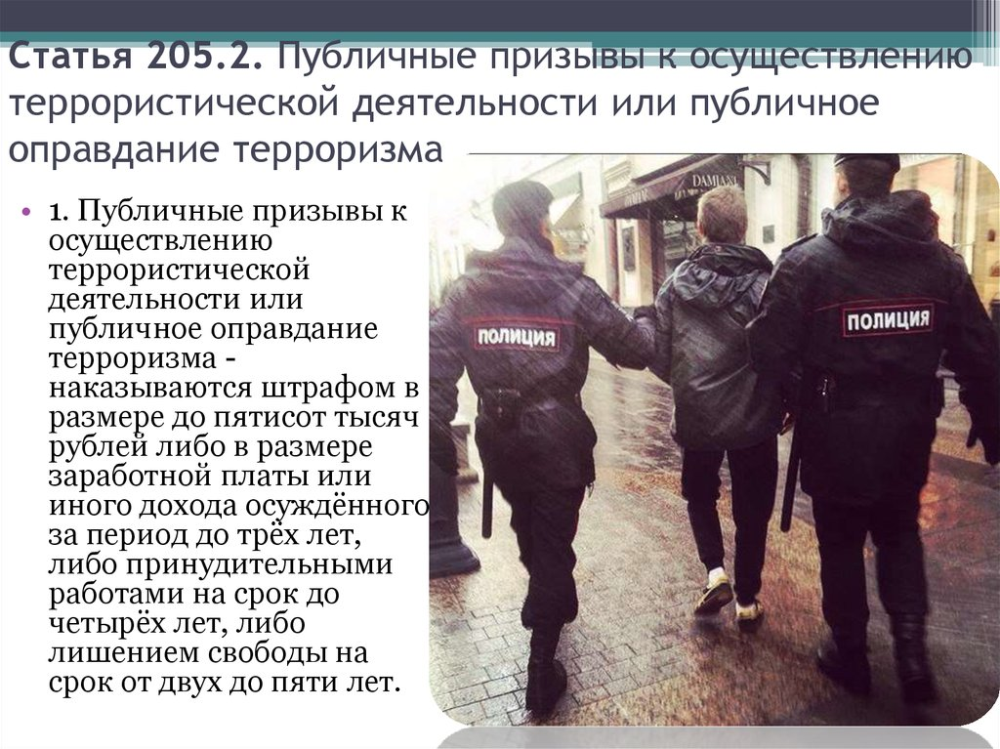 Статья 205.2. Публичные призывы к осуществлению
террористической деятельности или публичное
оправдание терроризма
• 1. Публичные призывы к
осуществлению
террористической
деятельности или
публичное оправдание
терроризма -
наказываются штрафом в
размере до пятисот тысяч
рублей либо в размере
заработной платы или
иного дохода осуждённого
за период до трёх лет,
либо принудительными
работами на срок до
четырёх лет, либо
лишением свободы на
срок от двух до пяти лет.
DAMIANI
ПОЛИЦИЯ
ПОЛИЦИЯ